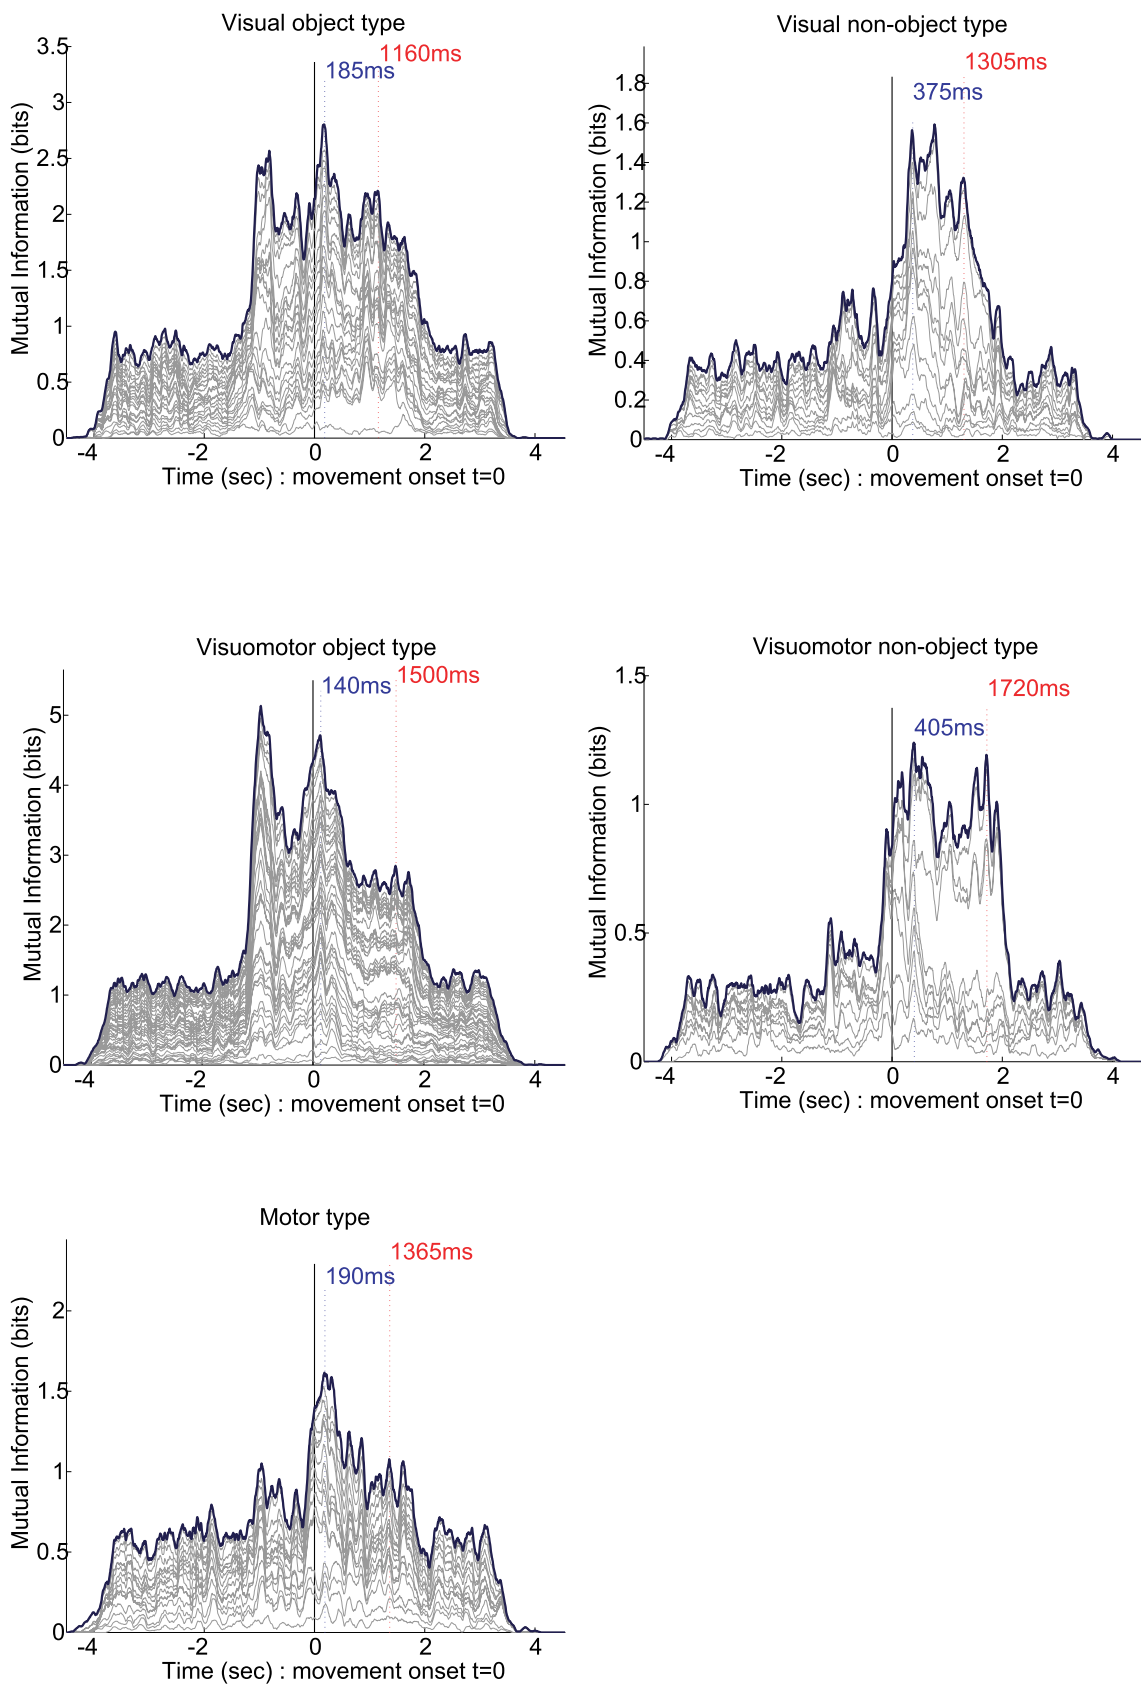 Visual object type
1160ms
185ms
3.5
3
2.5
2
1.5
1
0.5
0
Mutual Information (bits)
-4 -2 0 2 4
Time (sec) : movement onset t=0
Visual non-object type
1305ms
375ms
1.8
1.6
1.4
1.2
1
0.8
0.6
0.4
0.2
0
Mutual Information (bits)
-4 -2 0 2 4
Time (sec) : movement onset t=0
Visuomotor object type
1500ms
140ms
5
4
3
2
1
0
Mutual Information (bits)
-4 -2 0 2 4
Time (sec) : movement onset t=0
Visuomotor non-object type
1720ms
405ms
1.5
1
0.5
0
Mutual Information (bits)
-4 -2 0 2 4
Time (sec) : movement onset t=0
Motor type
1365ms
190ms
2
1.5
1
0.5
0
Mutual Information (bits)
-4 -2 0 2 4
Time (sec) : movement onset t=0